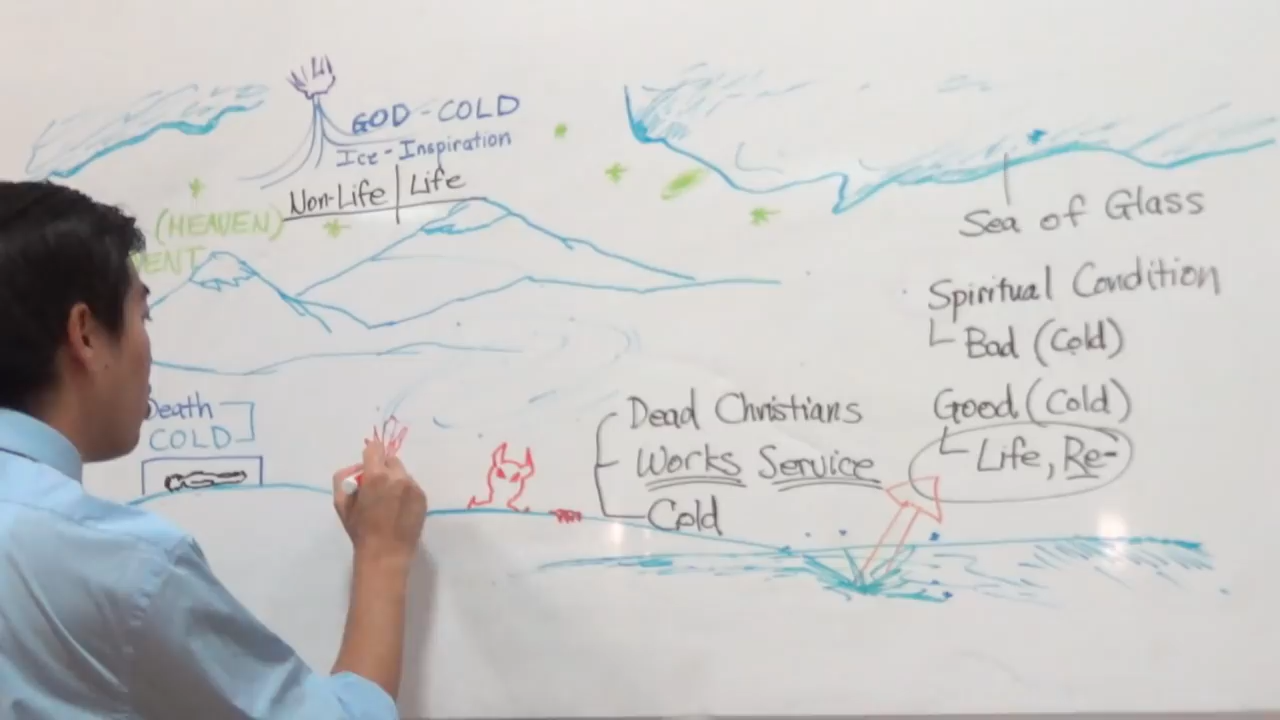 GOD - COLD
Ice - Inspiration
Non-Life | Life
(HEAVEN)
Sea of Glass
Spiritual Condition
Bad (Cold)
Good (Cold)
Life, Re-
Death
COLD
Dead Christians
Works Service
Cold